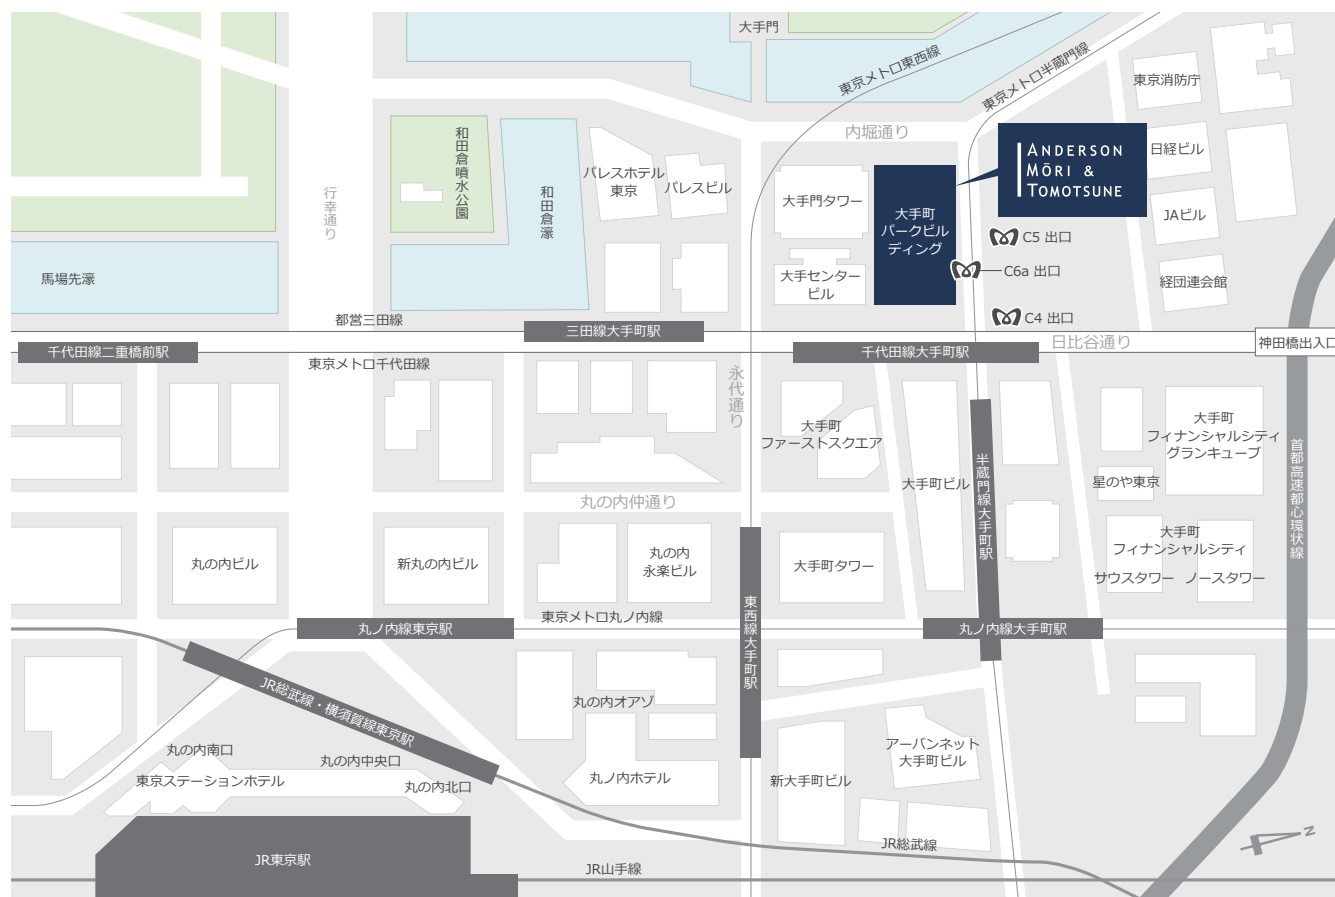 大手門
東京メトロ東西線
東京メトロ半蔵門線
東京消防庁
内堀通り
和田倉噴水公園
ANDERSON
MŌRI &
TOMOTSUNE
日経ビル
行幸通り
和田倉濠
パレスホテル
東京
パレスビル
大手門タワー
大手町
パークビル
ディング
JAビル
C5 出口
馬場先濠
大手センター
ビル
C6a 出口
経団連会館
都営三田線
三田線大手町駅
C4 出口
千代田線二重橋前駅
東京メトロ千代田線
千代田線大手町駅
日比谷通り
神田橋出入口
永代通り
大手町
ファーストスクエア
大手町
フィナンシャルシティ
グランキューブ
大手町ビル
半蔵門線大手町駅
星のや東京
首都高速都心環状線
丸の内仲通り
丸の内ビル
新丸の内ビル
丸の内
永楽ビル
大手町タワー
大手町
フィナンシャルシティ
サウスタワー
ノースタワー
東京メトロ丸ノ内線
丸ノ内線東京駅
東西線大手町駅
丸ノ内線大手町駅
JR総武線・横須賀線東京駅
丸の内オアゾ
丸の内南口
丸の内中央口
東京ステーションホテル
丸の内北口
丸ノ内ホテル
新大手町ビル
アーバンネット
大手町ビル
JR総武線
N
JR東京駅
JR山手線